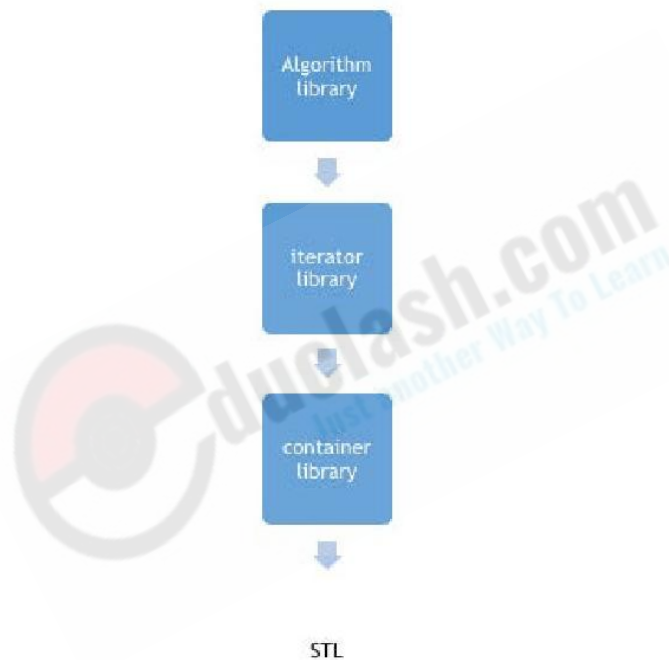 Algorithm
library
iterator
library
container
library
STL
educlash.com
Just Another Way To Learn